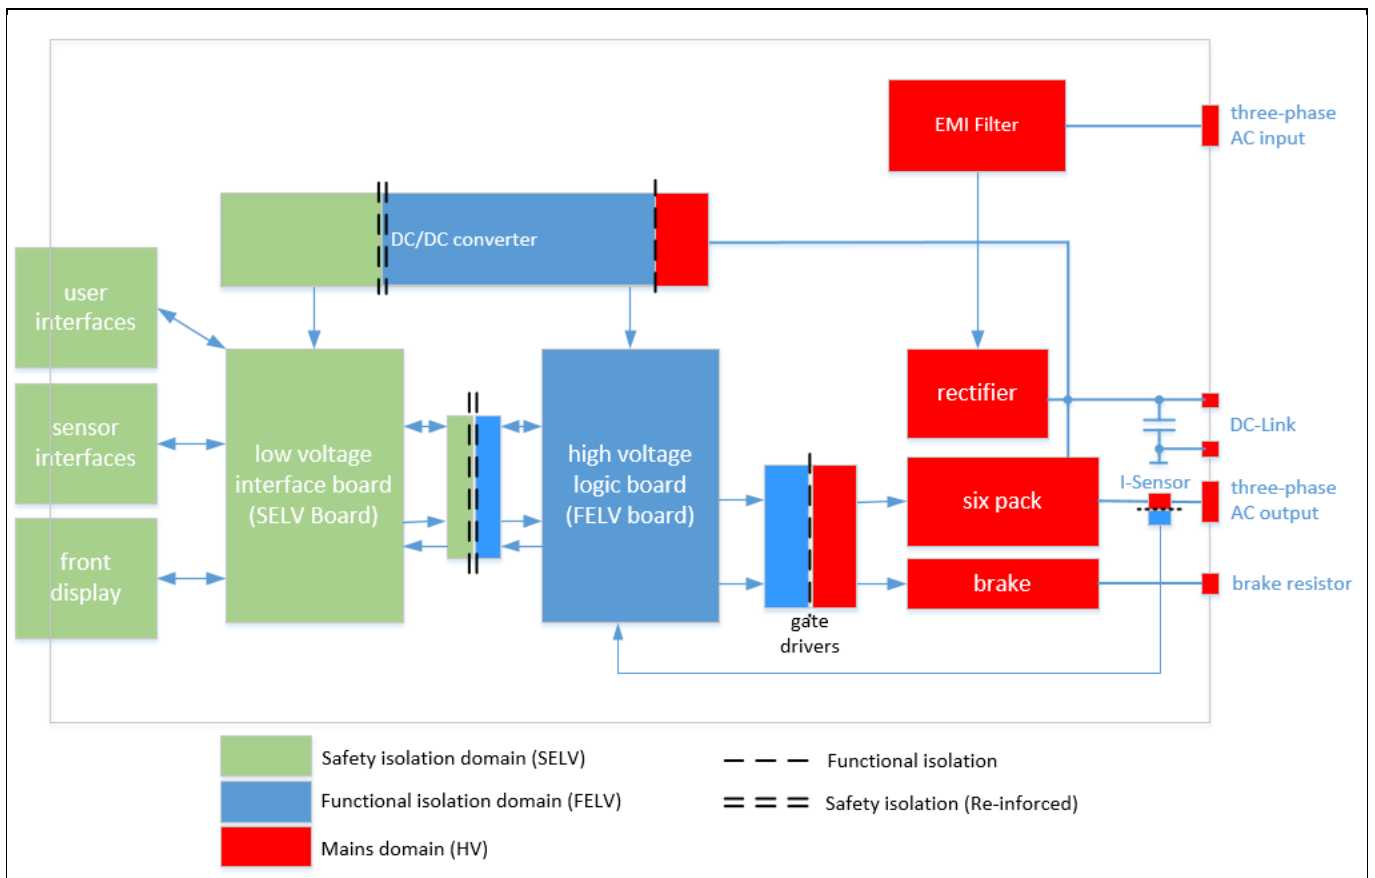 EMI Filter
three-phase
AC input
DC/DC converter
user
interfaces
sensor
interfaces
front
display
low voltage
interface board
(SELV Board)
high voltage
logic board
(FELV board)
gate
drivers
rectifier
six pack
brake
DC-Link
I-Sensor
three-phase
AC output
brake resistor
Safety isolation domain (SELV)
Functional isolation domain (FELV)
Mains domain (HV)
Functional isolation
Safety isolation (Re-inforced)